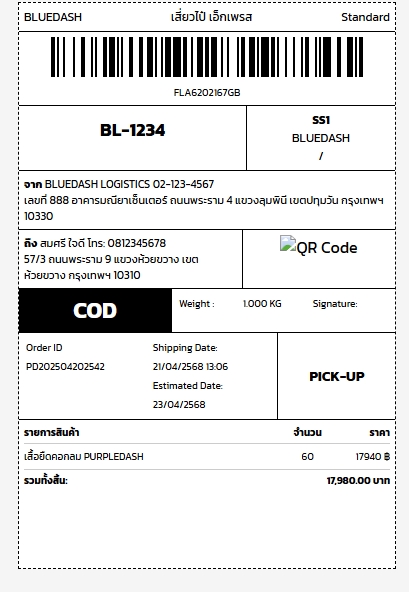 BLUEDASH เสี่ยวไป๋ เอ็กเพรส Standard
FLA6202167GB
BL-1234
SS1
BLUEDASH
/
จาก BLUEDASH LOGISTICS 02-123-4567
เลขที่ 888 อาคารมณียาเซ็นเตอร์ ถนนพระราม 4 แขวงลุมพินี เขตปทุมวัน กรุงเทพฯ
10330
ถึง สมศรี ใจดี โทร: 0812345678
57/3 ถนนพระราม 9 แขวงห้วยขวาง เขต
ห้วยขวาง กรุงเทพฯ 10310
QR Code
COD
Weight : 1.000 KG Signature:
Order ID
PD202504202542
Shipping Date:
21/04/2568 13:06
Estimated Date:
23/04/2568
PICK-UP
รายการสินค้า จำนวน ราคา
เสื้อยืดคอกลม PURPLEDASH 60 17940 ฿
รวมทั้งสิ้น: 17,980.00 บาท